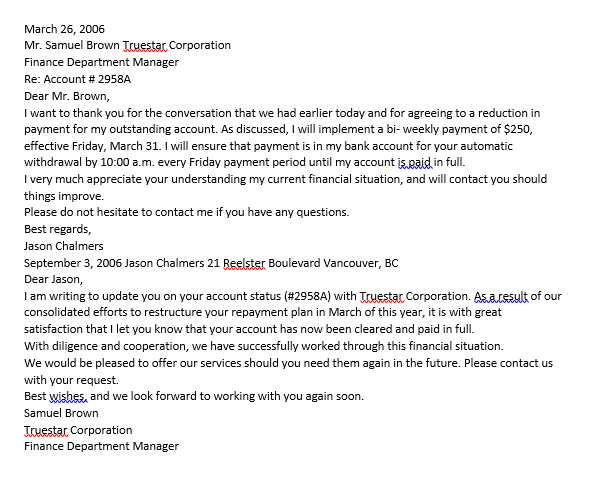 March 26, 2006
Mr. Samuel Brown Truestar Corporation
Finance Department Manager
Re: Account # 2958A
Dear Mr. Brown,
I want to thank you for the conversation that we had earlier today and for agreeing to a reduction in
payment for my outstanding account. As discussed, I will implement a bi- weekly payment of $250,
effective Friday, March 31. I will ensure that payment is in my bank account for your automatic
withdrawal by 10:00 a.m. every Friday payment period until my account is paid in full.
I very much appreciate your understanding my current financial situation, and will contact you should
things improve.
Please do not hesitate to contact me if you have any questions.
Best regards,
Jason Chalmers
September 3, 2006 Jason Chalmers 21 Reelster Boulevard Vancouver, BC
Dear Jason,
I am writing to update you on your account status (#2958A) with Truestar Corporation. As a result of our
consolidated efforts to restructure your repayment plan in March of this year, it is with great
satisfaction that I let you know that your account has now been cleared and paid in full.
With diligence and cooperation, we have successfully worked through this financial situation.
We would be pleased to offer our services should you need them again in the future. Please contact us
with your request.
Best wishes, and we look forward to working with you again soon.
Samuel Brown
Truestar Corporation
Finance Department Manager